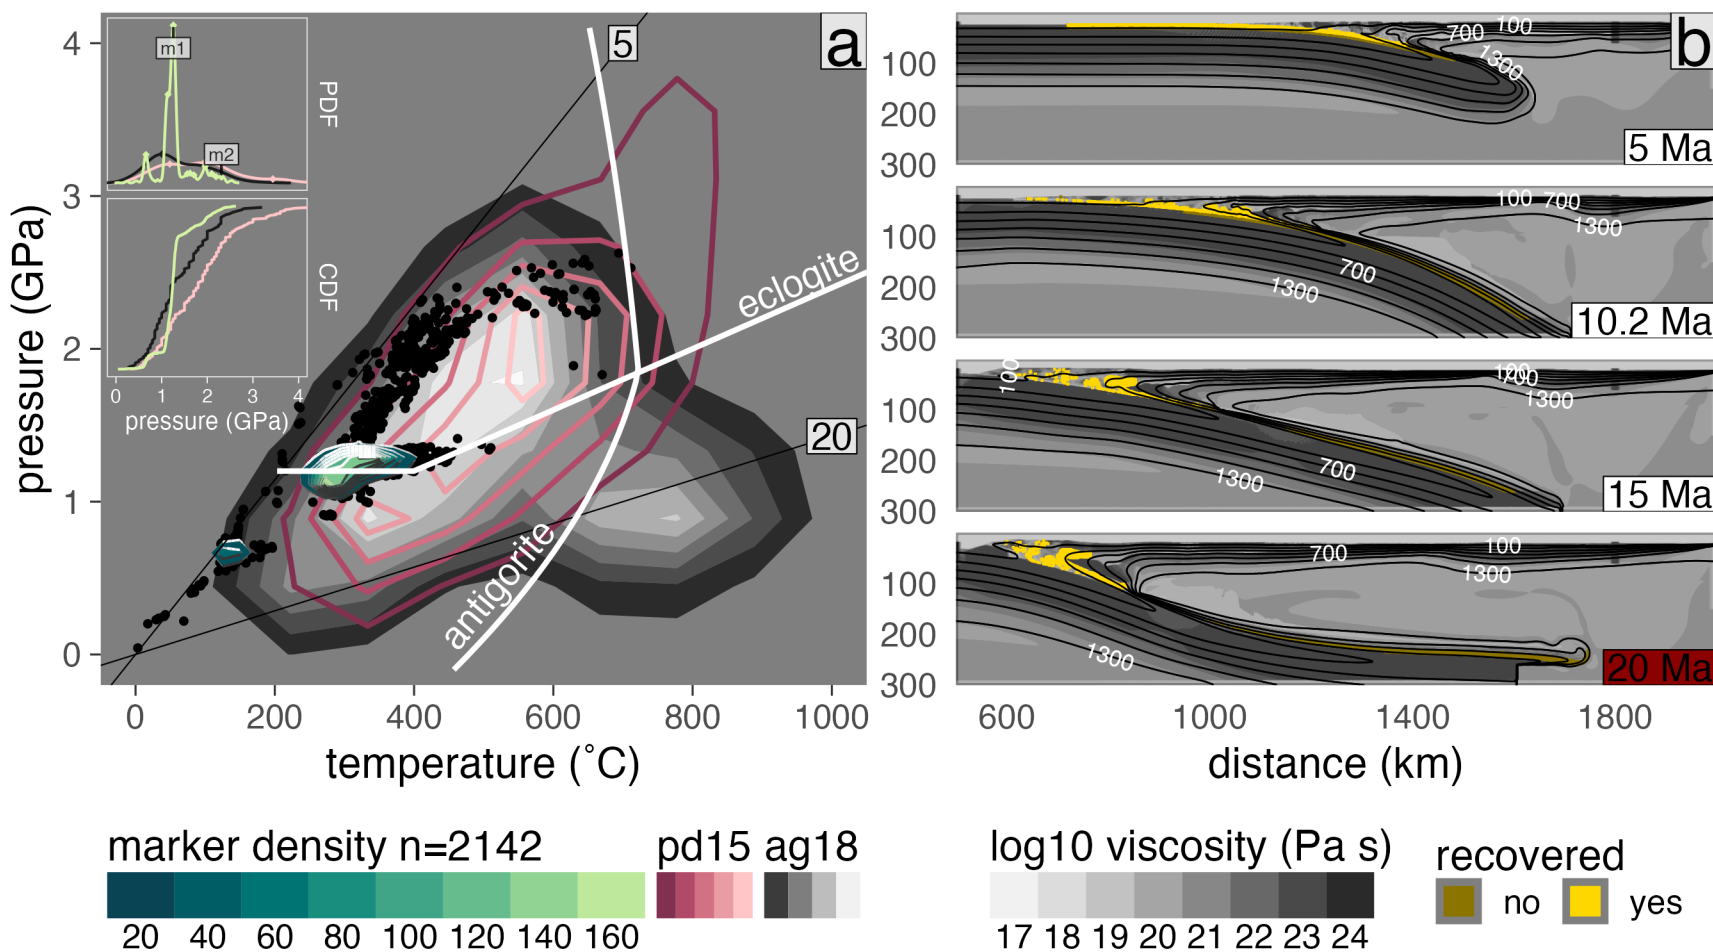 a
5
20
eclogite
antigorite
m1
m2
PDF
CDF
0 1 2 3 4
pressure (GPa)
4
3
2
1
0
pressure (GPa)
0 200 400 600 800 1000
temperature (˚C)
b
100
700
1300
5 Ma
100
200
300
100 700
1300
700
1300
10.2 Ma
100
200
300
100
1300
700
1300
15 Ma
100
200
300
700
100
1300
1300
20 Ma
100
200
300
600 1000 1400 1800
distance (km)
marker density n=2142
20 40 60 80 100 120 140 160
pd15 ag18
log10 viscosity (Pa s)
17 18 19 20 21 22 23 24
recovered
no yes